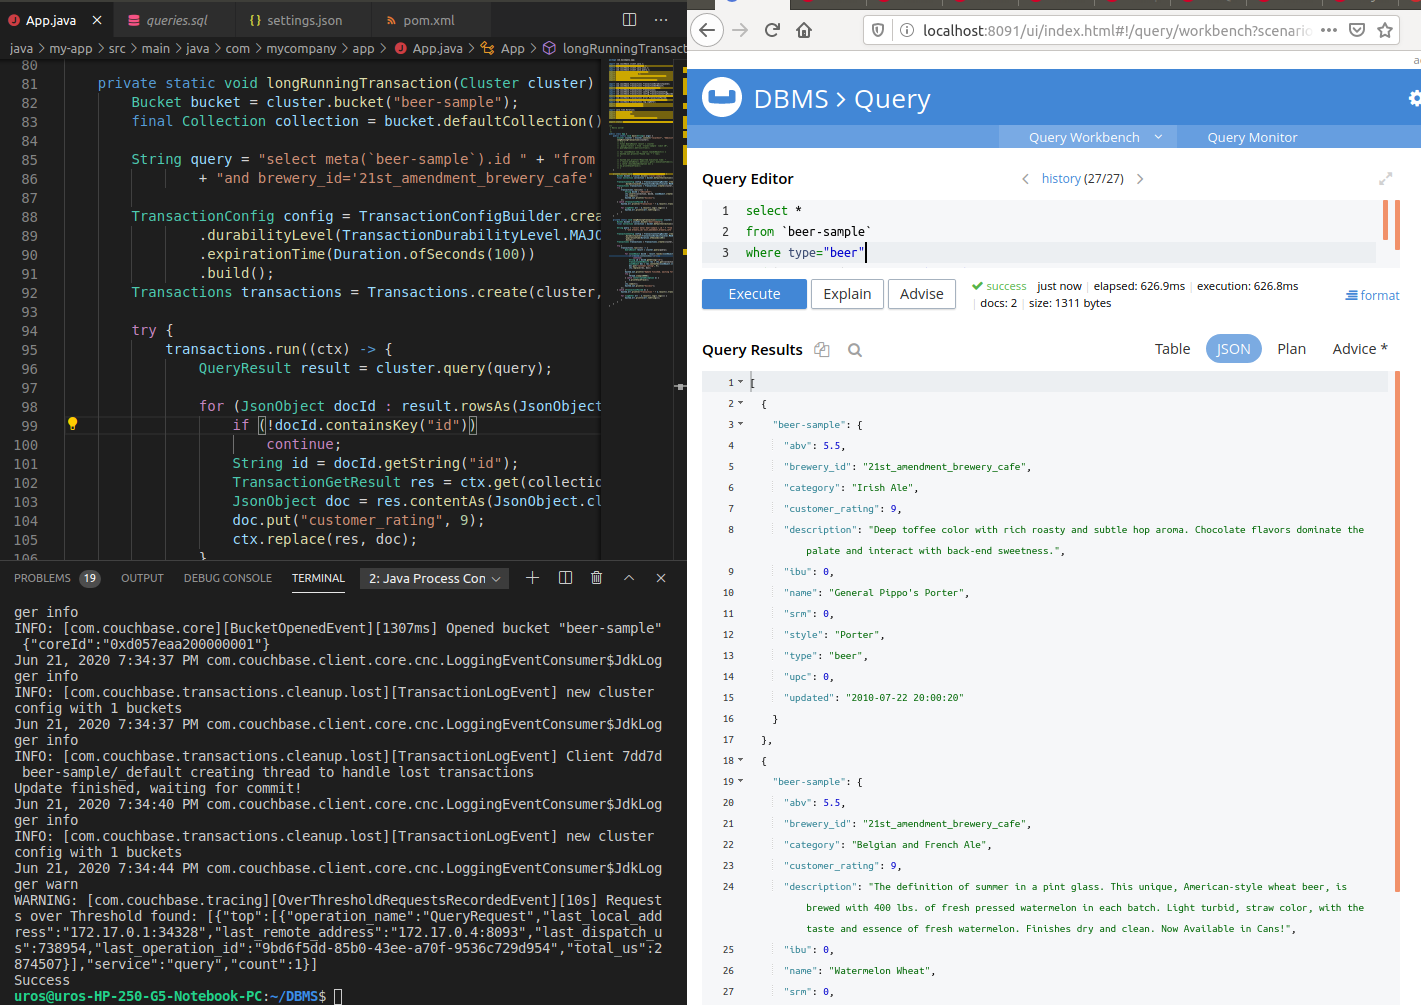 App.java
queries.sql
{} settings.json
pom.xml
java > my-app > src > main > java > com > mycompany > app > App.java > App > longRunningTransact
80
81 private static void longRunningTransaction(Cluster cluster)
82 Bucket bucket = cluster.bucket("beer-sample");
83 final Collection collection = bucket.defaultCollection()
84
85 String query = "select meta(`beer-sample`).id " + "from
86 + "and brewery_id='21st_amendment_brewery_cafe'
87
88 TransactionConfig config = TransactionConfigBuilder.crea
89 .durabilityLevel(TransactionDurabilityLevel.MAJO
90 .expirationTime(Duration.ofSeconds(100))
91 .build();
92 Transactions transactions = Transactions.create(cluster,
93
94 try {
95 transactions.run((ctx) -> {
96 QueryResult result = cluster.query(query);
97
98 for (JsonObject docId : result.rowsAs(JsonObject
99 if (!docId.containsKey("id"))
100 continue;
101 String id = docId.getString("id");
102 TransactionGetResult res = ctx.get(collectio
103 JsonObject doc = res.contentAs(JsonObject.cl
104 doc.put("customer_rating", 9);
105 ctx.replace(res, doc);
106 }
PROBLEMS 19 OUTPUT DEBUG CONSOLE TERMINAL 2: Java Process Con
ger info
INFO: [com.couchbase.core][BucketOpenedEvent][1307ms] Opened bucket "beer-sample"
{"coreId":"0xd057eaa200000001"}
Jun 21, 2020 7:34:37 PM com.couchbase.client.core.cnc.LoggingEventConsumer$JdkLog
ger info
INFO: [com.couchbase.transactions.cleanup.lost][TransactionLogEvent] new cluster
config with 1 buckets
Jun 21, 2020 7:34:37 PM com.couchbase.client.core.cnc.LoggingEventConsumer$JdkLog
ger info
INFO: [com.couchbase.transactions.cleanup.lost][TransactionLogEvent] Client 7dd7d
beer-sample/_default creating thread to handle lost transactions
Update finished, waiting for commit!
Jun 21, 2020 7:34:40 PM com.couchbase.client.core.cnc.LoggingEventConsumer$JdkLog
ger info
INFO: [com.couchbase.transactions.cleanup.lost][TransactionLogEvent] new cluster
config with 1 buckets
Jun 21, 2020 7:34:44 PM com.couchbase.client.core.cnc.LoggingEventConsumer$JdkLog
ger warn
WARNING: [com.couchbase.tracing][OverThresholdRequestsRecordedEvent][10s] Request
s over Threshold found: [{"top":[{"operation_name":"QueryRequest","last_local_add
ress":"172.17.0.1:34328","last_remote_address":"172.17.0.4:8093","last_dispatch_u
s":738954,"last_operation_id":"9bd6f5dd-85b0-43ee-a70f-9536c729d954","total_us":2
874507}],"service":"query","count":1}]
Success
uros@uros-HP-250-G5-Notebook-PC:~/DBMS$
localhost:8091/ui/index.html#!/query/workbench?scenario
DBMS > Query
Query Workbench
Query Monitor
Query Editor
history (27/27)
1 select *
2 from `beer-sample`
3 where type="beer"
Execute
Explain
Advise
success just now elapsed: 626.9ms execution: 626.8ms
docs: 2 size: 1311 bytes
format
Query Results
Table JSON Plan Advice *
1 [
2 {
3 "beer-sample": {
4 "abv": 5.5,
5 "brewery_id": "21st_amendment_brewery_cafe",
6 "category": "Irish Ale",
7 "customer_rating": 9,
8 "description": "Deep toffee color with rich roasty and subtle hop aroma. Chocolate flavors dominate the
palate and interact with back-end sweetness.",
9 "ibu": 0,
10 "name": "General Pippo's Porter",
11 "srm": 0,
12 "style": "Porter",
13 "type": "beer",
14 "upc": 0,
15 "updated": "2010-07-22 20:00:20"
16 }
17 },
18 {
19 "beer-sample": {
20 "abv": 5.5,
21 "brewery_id": "21st_amendment_brewery_cafe",
22 "category": "Belgian and French Ale",
23 "customer_rating": 9,
24 "description": "The definition of summer in a pint glass. This unique, American-style wheat beer, is
brewed with 400 lbs. of fresh pressed watermelon in each batch. Light turbid, straw color, with the
taste and essence of fresh watermelon. Finishes dry and clean. Now Available in Cans!",
25 "ibu": 0,
26 "name": "Watermelon Wheat",
27 "srm": 0,